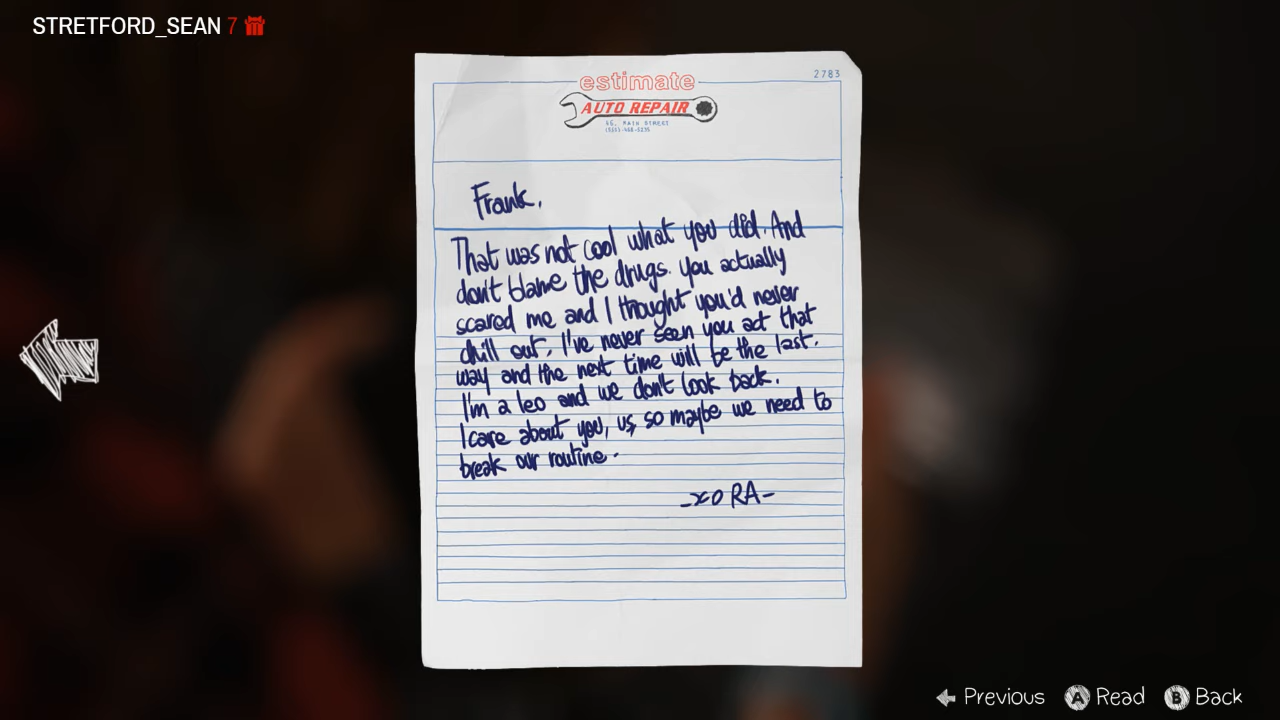 STRETFORD_SEAN 7
2783
estimate
AUTO REPAIR
MAIN STREET
Frank,
That was not cool what you did. And
don't blame the drugs. You actually
scared me and I thought you'd never
chill out. I've never seen you act that
way and the next time will be the last.
I'm a leo and we don't look back.
I care about you, us, so maybe we need to
break our routine.
-xo RA-
Previous A Read B Back